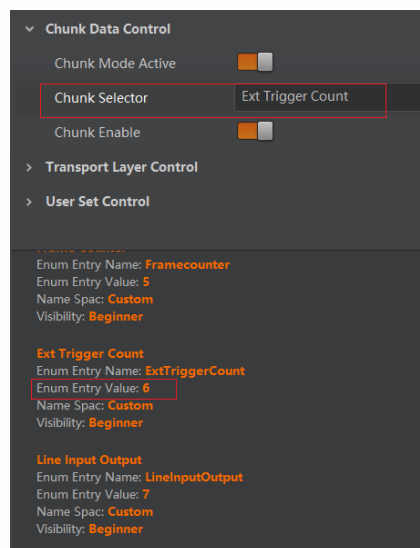 Chunk Data Control
Chunk Mode Active
Chunk Selector Ext Trigger Count
Chunk Enable
Transport Layer Control
User Set Control
Enum Entry Name: Framecounter
Enum Entry Value: 5
Name Spac: Custom
Visibility: Beginner
Ext Trigger Count
Enum Entry Name: ExtTriggerCount
Enum Entry Value: 6
Name Spac: Custom
Visibility: Beginner
Line Input Output
Enum Entry Name: LineInputOutput
Enum Entry Value: 7
Name Spac: Custom
Visibility: Beginner